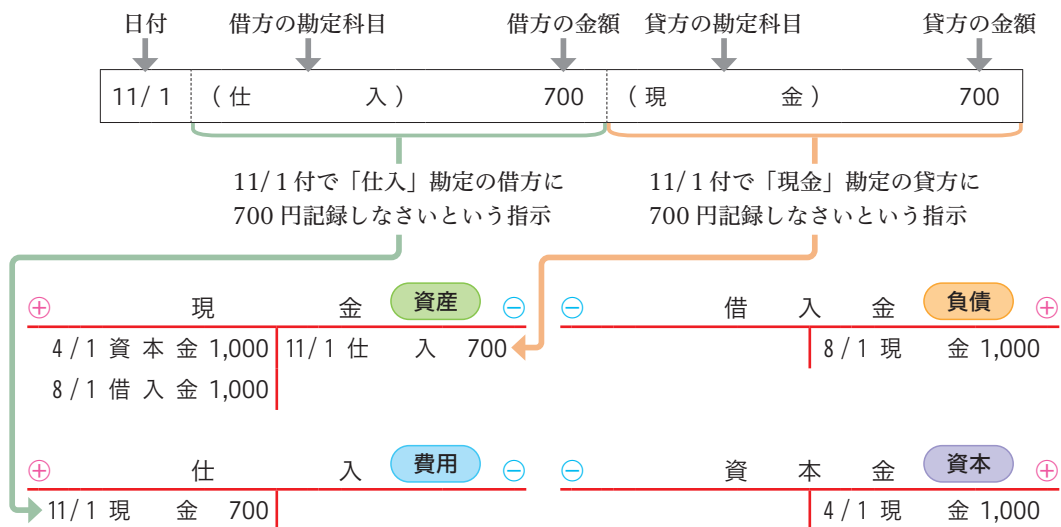 日付 借方の勘定科目 借方の金額 貸方の勘定科目 貸方の金額
11/1 (仕入) 700 (現金) 700
11/1付で「仕入」勘定の借方に
700円記録しなさいという指示
11/1付で「現金」勘定の貸方に
700円記録しなさいという指示
⊕ 現金 資産 ⊖
4/1 資本金 1,000 11/1 仕入 700
8/1 借入金 1,000
⊖ 借入金 負債 ⊕
8/1 現金 1,000
⊕ 仕入 費用 ⊖
11/1 現金 700
⊖ 資本金 資本 ⊕
4/1 現金 1,000